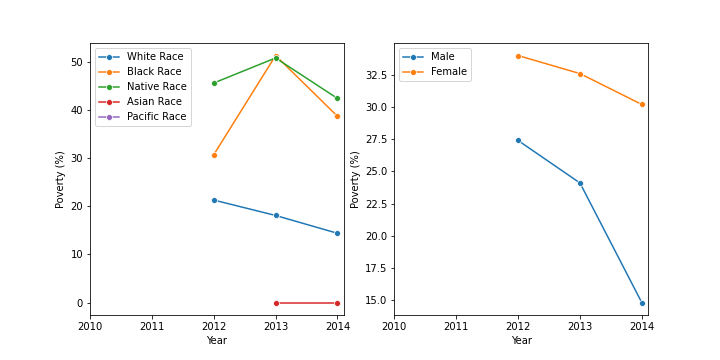 White Race
Black Race
Native Race
Asian Race
Pacific Race
50
40
30
20
10
0
Poverty (%)
2010 2011 2012 2013 2014
Year
Male
Female
32.5
30.0
27.5
25.0
22.5
20.0
17.5
15.0
Poverty (%)
2010 2011 2012 2013 2014
Year